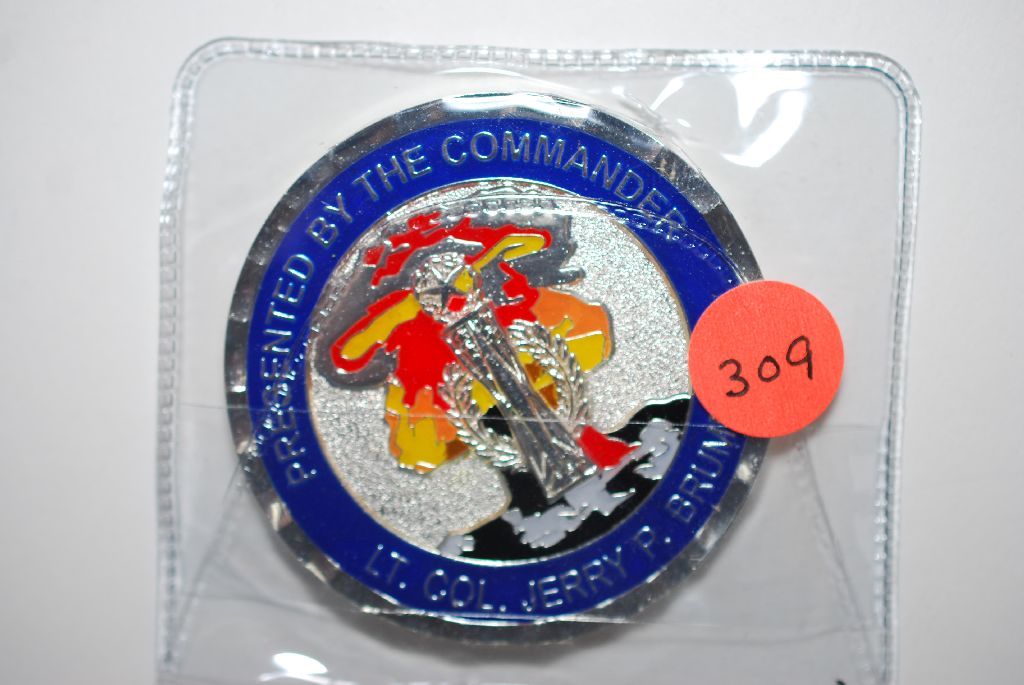 PRESENTED BY THE COMMANDER
LT. COL. JERRY P.
309